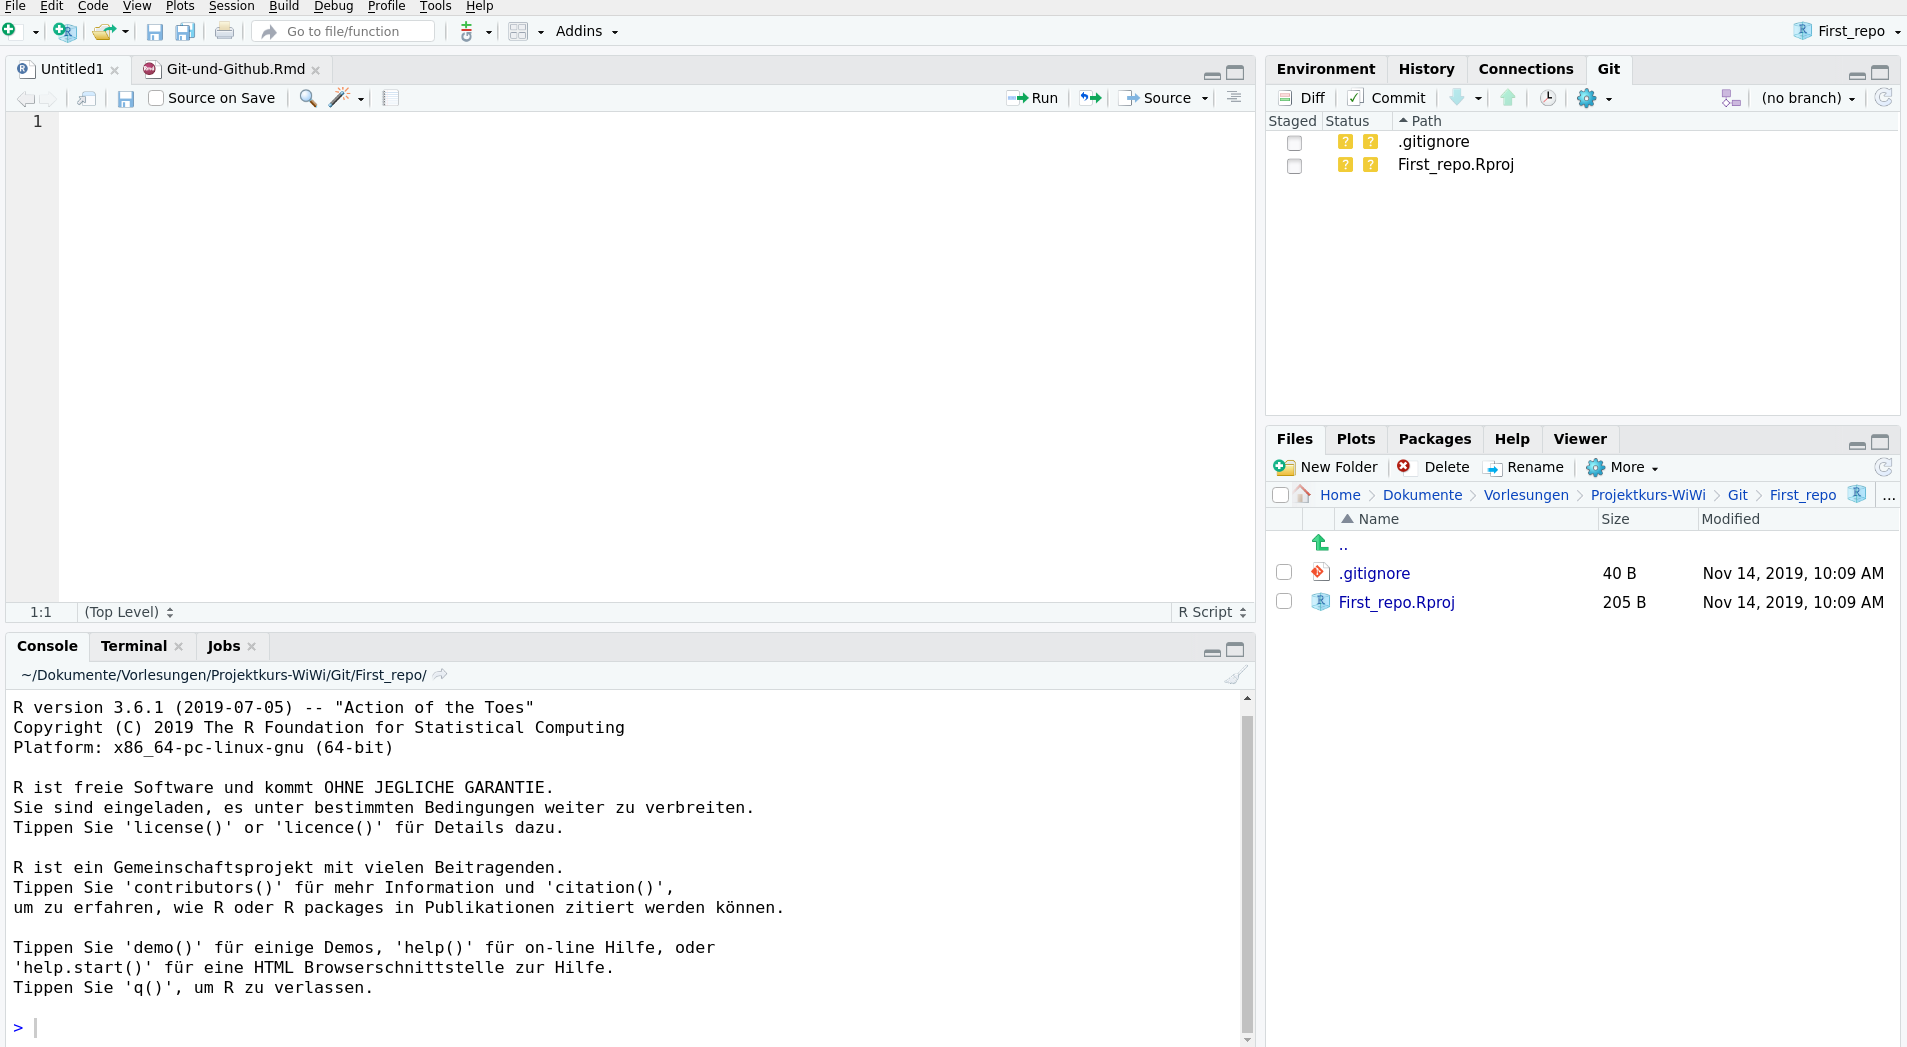 File Edit Code View Plots Session Build Debug Profile Tools Help
Go to file/function Addins First_repo
Untitled1 Git-und-Github.Rmd
Source on Save Run Source
1
1:1 (Top Level) R Script
Console Terminal Jobs
~/Dokumente/Vorlesungen/Projektkurs-WiWi/Git/First_repo/
R version 3.6.1 (2019-07-05) -- "Action of the Toes"
Copyright (C) 2019 The R Foundation for Statistical Computing
Platform: x86_64-pc-linux-gnu (64-bit)
R ist freie Software und kommt OHNE JEGLICHE GARANTIE.
Sie sind eingeladen, es unter bestimmten Bedingungen weiter zu verbreiten.
Tippen Sie 'license()' or 'licence()' für Details dazu.
R ist ein Gemeinschaftsprojekt mit vielen Beitragenden.
Tippen Sie 'contributors()' für mehr Information und 'citation()',
um zu erfahren, wie R oder R packages in Publikationen zitiert werden können.
Tippen Sie 'demo()' für einige Demos, 'help()' für on-line Hilfe, oder
'help.start()' für eine HTML Browserschnittstelle zur Hilfe.
Tippen Sie 'q()', um R zu verlassen.
>
Environment History Connections Git
Diff Commit (no branch)
Staged Status Path
? ? .gitignore
? ? First_repo.Rproj
Files Plots Packages Help Viewer
New Folder Delete Rename More
Home Dokumente Vorlesungen Projektkurs-WiWi Git First_repo ...
Name Size Modified
..
.gitignore 40 B Nov 14, 2019, 10:09 AM
First_repo.Rproj 205 B Nov 14, 2019, 10:09 AM